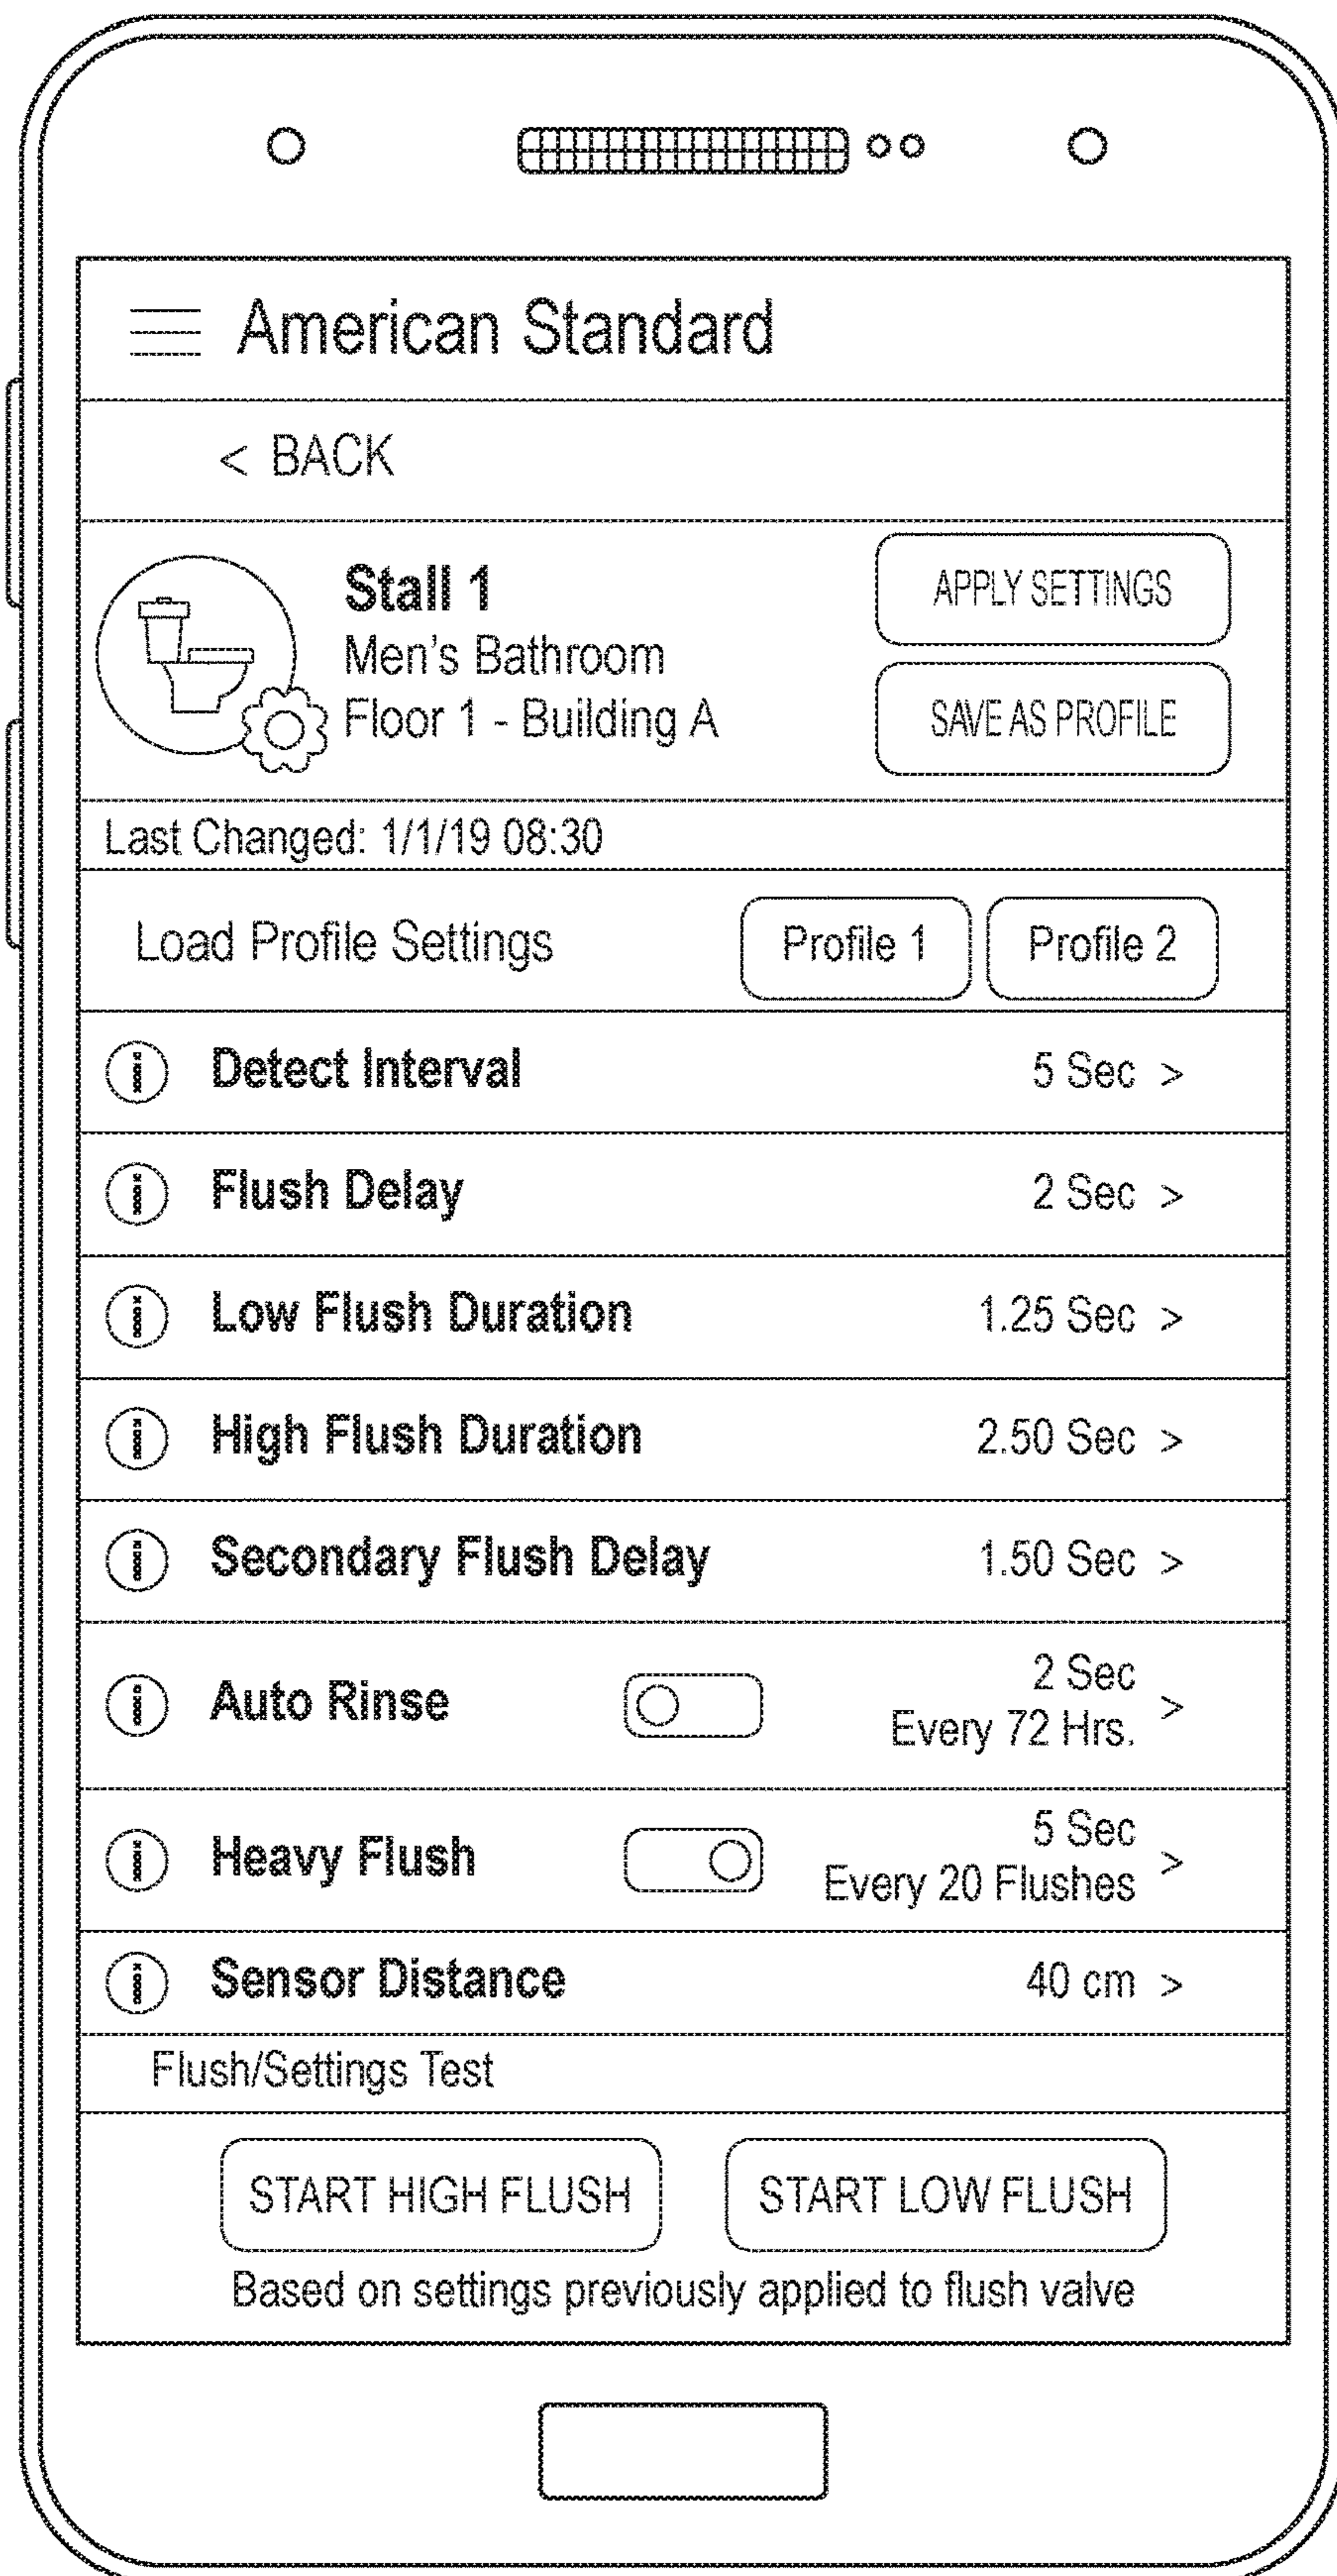 American Standard
< BACK
Stall 1
Men's Bathroom
Floor 1 - Building A
APPLY SETTINGS
SAVE AS PROFILE
Last Changed: 1/1/19 08:30
Load Profile Settings Profile 1 Profile 2
i Detect Interval 5 Sec >
i Flush Delay 2 Sec >
i Low Flush Duration 1.25 Sec >
i High Flush Duration 2.50 Sec >
i Secondary Flush Delay 1.50 Sec >
i Auto Rinse 2 Sec
Every 72 Hrs. >
i Heavy Flush 5 Sec
Every 20 Flushes >
i Sensor Distance 40 cm >
Flush/Settings Test
START HIGH FLUSH START LOW FLUSH
Based on settings previously applied to flush valve